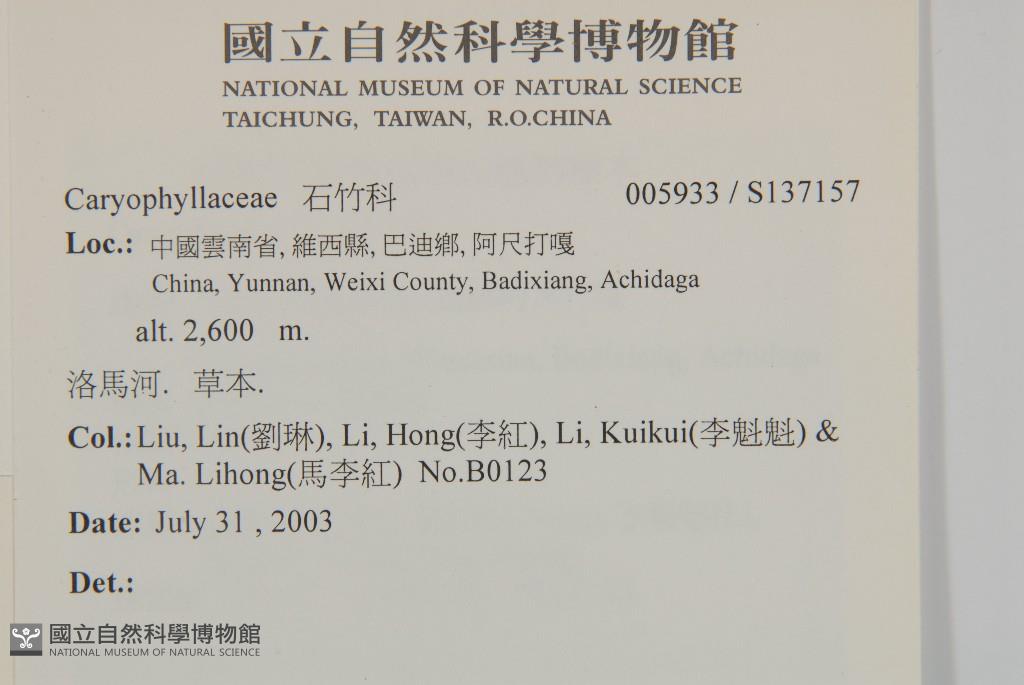 國立自然科學博物館
NATIONAL MUSEUM OF NATURAL SCIENCE
TAICHUNG, TAIWAN, R.O.CHINA
Caryophyllaceae 石竹科 005933 / S137157
Loc.: 中國雲南省, 維西縣, 巴迪鄉, 阿尺打嘎
China, Yunnan, Weixi County, Badixiang, Achidaga
alt. 2,600 m.
洛馬河. 草本.
Col.: Liu, Lin(劉琳), Li, Hong(李紅), Li, Kuikui(李魁魁) &
Ma. Lihong(馬李紅) No.B0123
Date: July 31 , 2003
Det.:
國立自然科學博物館
NATIONAL MUSEUM OF NATURAL SCIENCE